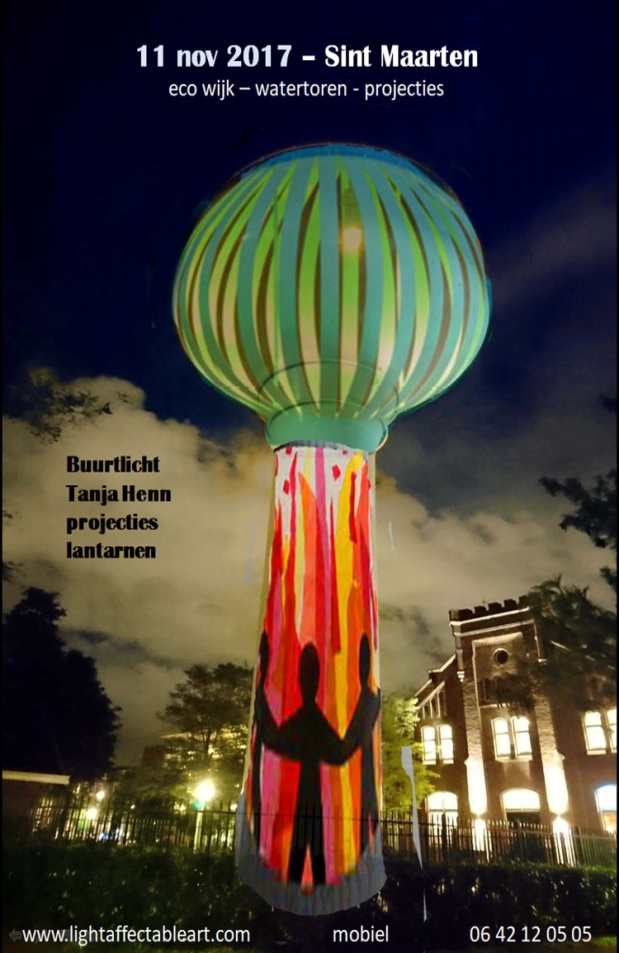 11 nov 2017 – Sint Maarten
eco wijk – watertoren - projecties
Buurtlicht
Tanja Henn
projecties
lantarnen
www.lightaffectableart.com mobiel 06 42 12 05 05